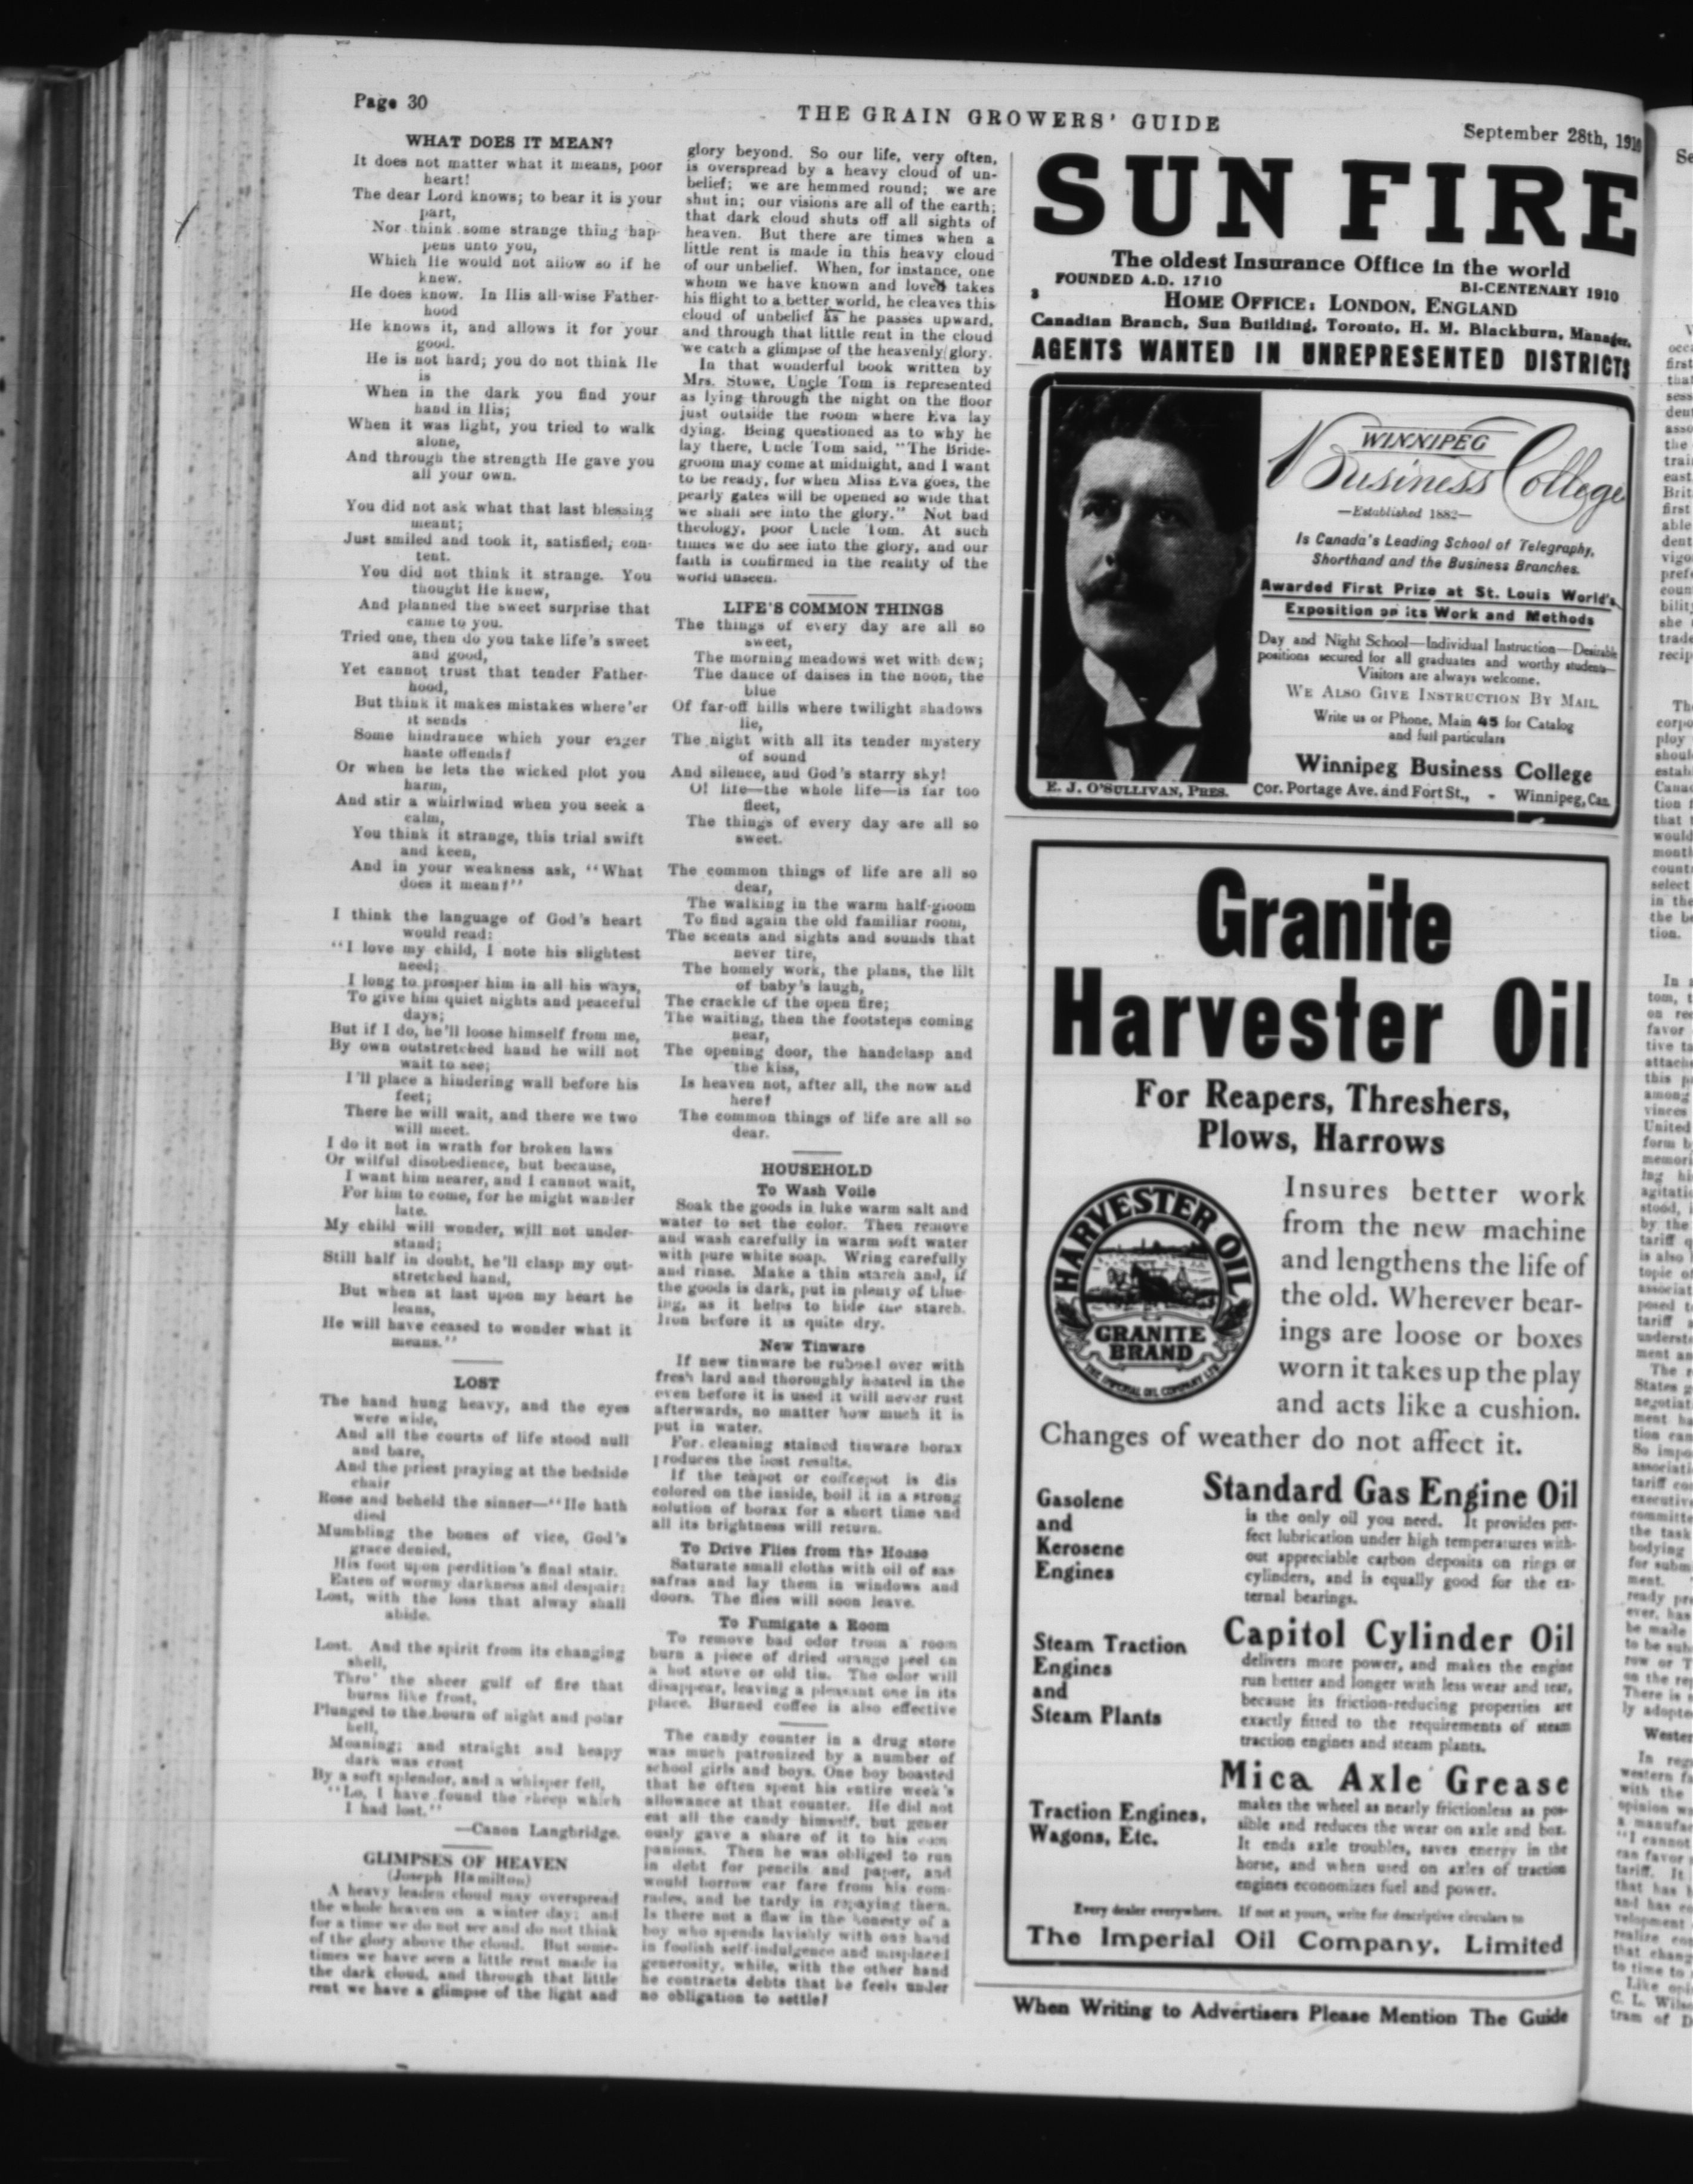 Page 30
THE GRAIN GROWERS' GUIDE
September 28th, 1910
WHAT DOES IT MEAN?
It does not matter what it means, poor
heart!
The dear Lord knows; to bear it is your
part,
Nor think some strange thing hap-
pens unto you,
Which He would not allow so if he
knew.
He does know. In His all-wise Father-
hood
He knows it, and allows it for your
good.
He is not hard; you do not think He
is
When in the dark you find your
hand in His;
When it was light, you tried to walk
alone,
And through the strength He gave you
all your own.
You did not ask what that last blessing
meant;
Just smiled and took it, satisfied, con-
tent.
You did not think it strange. You
thought He knew,
And planned the sweet surprise that
came to you.
Tried one, then do you take life's sweet
and good,
Yet cannot trust that tender Father-
hood,
But think it makes mistakes where'er
it sends
Some hindrance which your eager
haste offends?
Or when he lets the wicked plot you
harm,
And stir a whirlwind when you seek a
calm,
You think it strange, this trial swift
and keen,
And in your weakness ask, "What
does it mean?"
I think the language of God's heart
would read:
"I love my child, I note his slightest
need;
I long to prosper him in all his ways,
To give him quiet nights and peaceful
days;
But if I do, he'll loose himself from me,
By own outstretched hand he will not
wait to see;
I'll place a hindering wall before his
feet;
There he will wait, and there we two
will meet.
I do it not in wrath for broken laws
Or wilful disobedience, but because,
I want him nearer, and I cannot wait,
For him to come, for he might wander
late.
My child will wonder, will not under-
stand;
Still half in doubt, he'll clasp my out-
stretched hand,
But when at last upon my heart he
leans,
He will have ceased to wonder what it
means."
LOST
The hand hung heavy, and the eyes
were wide,
And all the courts of life stood null
and bare,
And the priest praying at the bedside
chair
Rose and beheld the sinner—"He hath
died
Mumbling the bones of vice, God's
grace denied,
His foot upon perdition's final stair.
Eaten of wormy darkness and despair;
Lost, with the loss that alway shall
abide.
Lost. And the spirit from its changing
shell,
Thro' the sheer gulf of fire that
burns like frost,
Plunged to the bourn of night and polar
hell,
Moaning; and straight and heapy
dark was crost
By a soft splendor, and a whisper fell,
"Lo, I have found the sheep which
I had lost."
—Canon Langbridge.
GLIMPSES OF HEAVEN
(Joseph Hamilton)
A heavy leaden cloud may overspread
the whole heaven on a winter day; and
for a time we do not see and do not think
of the glory above the cloud. But some-
times we have seen a little rent made in
the dark cloud, and through that little
rent we have a glimpse of the light and
glory beyond. So our life, very often,
is overspread by a heavy cloud of un-
belief; we are hemmed round; we are
shut in; our visions are all of the earth;
that dark cloud shuts off all sights of
heaven. But there are times when a
little rent is made in this heavy cloud
of our unbelief. When, for instance, one
whom we have known and loved takes
his flight to a better world, he cleaves this
cloud of unbelief as he passes upward,
and through that little rent in the cloud
we catch a glimpse of the heavenly glory.
In that wonderful book written by
Mrs. Stowe, Uncle Tom is represented
as lying through the night on the floor
just outside the room where Eva lay
dying. Being questioned as to why he
lay there, Uncle Tom said, "The Bride-
groom may come at midnight, and I want
to be ready, for when Miss Eva goes, the
pearly gates will be opened so wide that
we shall see into the glory." Not bad
theology, poor Uncle Tom. At such
times we do see into the glory, and our
faith is confirmed in the reality of the
world unseen.
LIFE'S COMMON THINGS
The things of every day are all so
sweet,
The morning meadows wet with dew;
The dance of daises in the noon, the
blue
Of far-off hills where twilight shadows
lie,
The night with all its tender mystery
of sound
And silence, and God's starry sky!
O! life—the whole life—is far too
fleet,
The things of every day are all so
sweet.
The common things of life are all so
dear,
The walking in the warm half-gloom
To find again the old familiar room,
The scents and sights and sounds that
never tire,
The homely work, the plans, the lilt
of baby's laugh,
The crackle of the open fire;
The waiting, then the footsteps coming
near,
The opening door, the handclasp and
the kiss,
Is heaven not, after all, the now and
here?
The common things of life are all so
dear.
HOUSEHOLD
To Wash Voile
Soak the goods in luke warm salt and
water to set the color. Then remove
and wash carefully in warm soft water
with pure white soap. Wring carefully
and rinse. Make a thin starch and, if
the goods is dark, put in plenty of blue-
ing, as it helps to hide the starch.
Iron before it is quite dry.
New Tinware
If new tinware be rubbed over with
fresh lard and thoroughly heated in the
oven before it is used it will never rust
afterwards, no matter how much it is
put in water.
For cleaning stained tinware borax
produces the best results.
If the teapot or coffeepot is dis
colored on the inside, boil it in a strong
solution of borax for a short time and
all its brightness will return.
To Drive Flies from the House
Saturate small cloths with oil of sas-
safras and lay them in windows and
doors. The flies will soon leave.
To Fumigate a Room
To remove bad odor from a room
burn a piece of dried orange peel on
a hot stove or old tin. The odor will
disappear, leaving a pleasant one in its
place. Burned coffee is also effective
The candy counter in a drug store
was much patronized by a number of
school girls and boys. One boy boasted
that he often spent his entire week's
allowance at that counter. He did not
eat all the candy himself, but gener
ously gave a share of it to his com-
panions. Then he was obliged to run
in debt for pencils and paper, and
would borrow car fare from his com-
rades, and be tardy in repaying them.
Is there not a flaw in the honesty of a
boy who spends lavishly with one hand
in foolish self-indulgence and misplaced
generosity, while, with the other hand
he contracts debts that he feels under
no obligation to settle?
SUN FIRE
The oldest Insurance Office in the world
FOUNDED A.D. 1710 BI-CENTENARY 1910
HOME OFFICE: LONDON, ENGLAND
Canadian Branch, Sun Building, Toronto, H. M. Blackburn, Manager.
AGENTS WANTED IN UNREPRESENTED DISTRICTS
WINNIPEG
Business College
—Established 1882—
Is Canada's Leading School of Telegraphy,
Shorthand and the Business Branches.
Awarded First Prize at St. Louis World's
Exposition on its Work and Methods
Day and Night School—Individual Instruction—Desirable
positions secured for all graduates and worthy students—
Visitors are always welcome.
WE ALSO GIVE INSTRUCTION BY MAIL
Write us or Phone, Main 45 for Catalog
and full particulars
Winnipeg Business College
E. J. O'SULLIVAN, PRES. Cor. Portage Ave. and Fort St., - Winnipeg, Can.
Granite
Harvester Oil
For Reapers, Threshers,
Plows, Harrows
HARVESTER OIL
GRANITE
BRAND
THE IMPERIAL OIL COMPANY LTD.
Insures better work
from the new machine
and lengthens the life of
the old. Wherever bear-
ings are loose or boxes
worn it takes up the play
and acts like a cushion.
Changes of weather do not affect it.
Gasolene
and
Kerosene
Engines
Standard Gas Engine Oil
is the only oil you need. It provides per-
fect lubrication under high temperatures with-
out appreciable carbon deposits on rings or
cylinders, and is equally good for the ex-
ternal bearings.
Steam Traction
Engines
and
Steam Plants
Capitol Cylinder Oil
delivers more power, and makes the engine
run better and longer with less wear and tear,
because its friction-reducing properties are
exactly fitted to the requirements of steam
traction engines and steam plants.
Traction Engines,
Wagons, Etc.
Mica Axle Grease
makes the wheel as nearly frictionless as pos-
sible and reduces the wear on axle and box.
It ends axle troubles, saves energy in the
horse, and when used on axles of traction
engines economizes fuel and power.
Every dealer everywhere. If not at yours, write for descriptive circulars to
The Imperial Oil Company, Limited
When Writing to Advertisers Please Mention The Guide